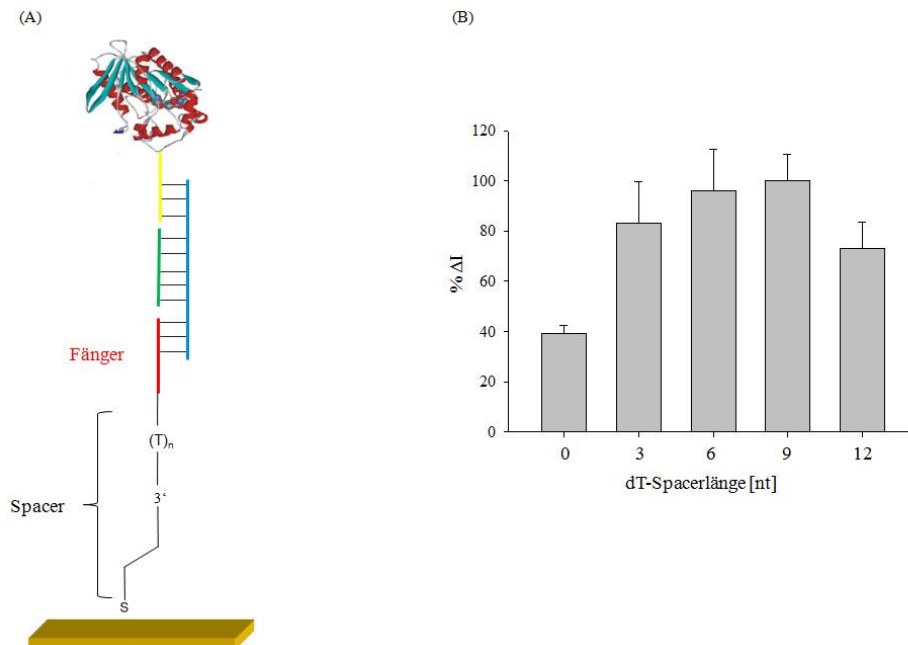 (A)
Fänger
(T)n
Spacer
3‘
S
(B)
120
100
80
60
40
20
0
% ΔI
0 3 6 9 12
dT-Spacerlänge [nt]